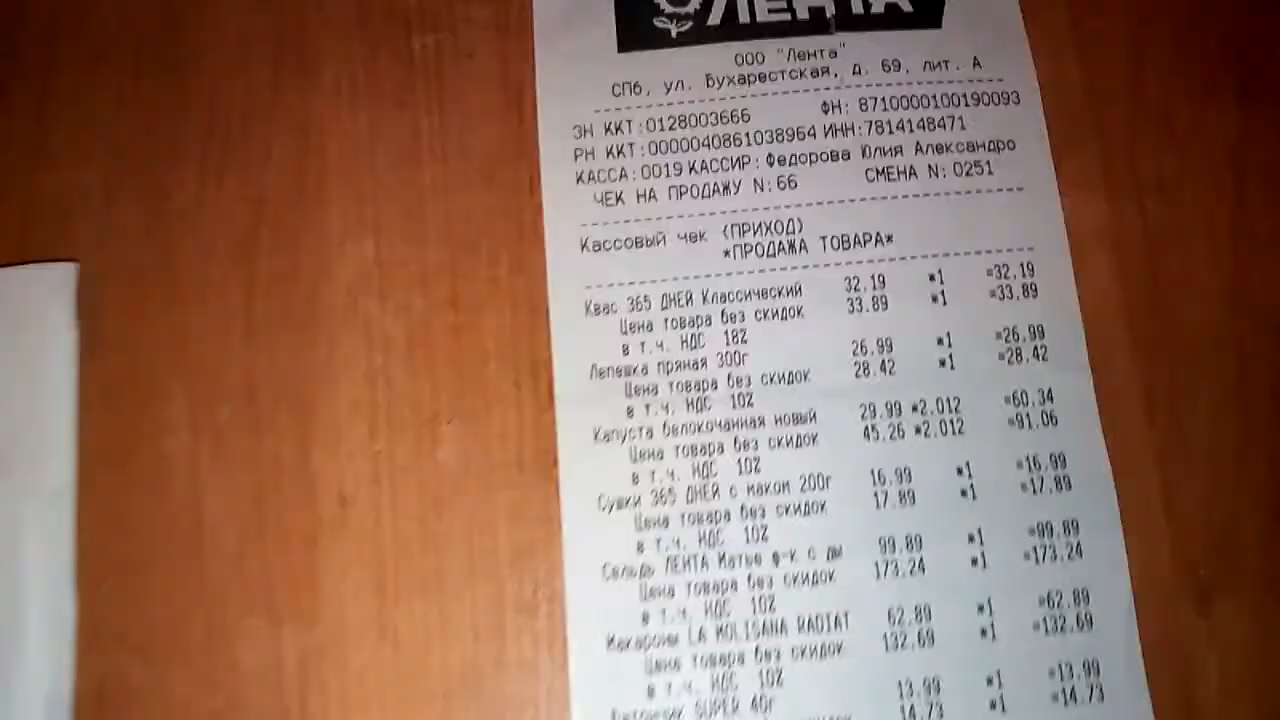 ЛЕНТА
ООО "Лента"
СПб, ул. Бухарестская, д. 69, лит. А
ЗН ККТ:0128003666 ФН: 8710000100190093
РН ККТ:0000040861038964 ИНН:7814148471
КАССА:0019 КАССИР: Федорова Юлия Александро
ЧЕК НА ПРОДАЖУ N:66 СМЕНА N: 0251
Кассовый чек (ПРИХОД)
*ПРОДАЖА ТОВАРА*
Квас 365 ДНЕЙ Классический 32.19 *1 =32.19
Цена товара без скидок 33.89 *1 =33.89
в т.ч. НДС 18%
Лепешка пряная 300г 26.99 *1 =26.99
Цена товара без скидок 28.42 *1 =28.42
в т.ч. НДС 10%
Капуста белокочанная новый 29.99 *2.012 =60.34
Цена товара без скидок 45.26 *2.012 =91.06
в т.ч. НДС 10%
Сушки 365 ДНЕЙ с маком 200г 16.99 *1 =16.99
Цена товара без скидок 17.89 *1 =17.89
в т.ч. НДС 10%
Сельдь ЛЕНТА Матье ф-к с ды 99.89 *1 =99.89
Цена товара без скидок 173.24 *1 =173.24
в т.ч. НДС 10%
Макароны LA MOLISANA RADIAT 62.89 *1 =62.89
Цена товара без скидок 132.69 *1 =132.69
в т.ч. НДС 10%
SUPER 40г 13.99 *1 =13.99
14.73 *1 =14.73